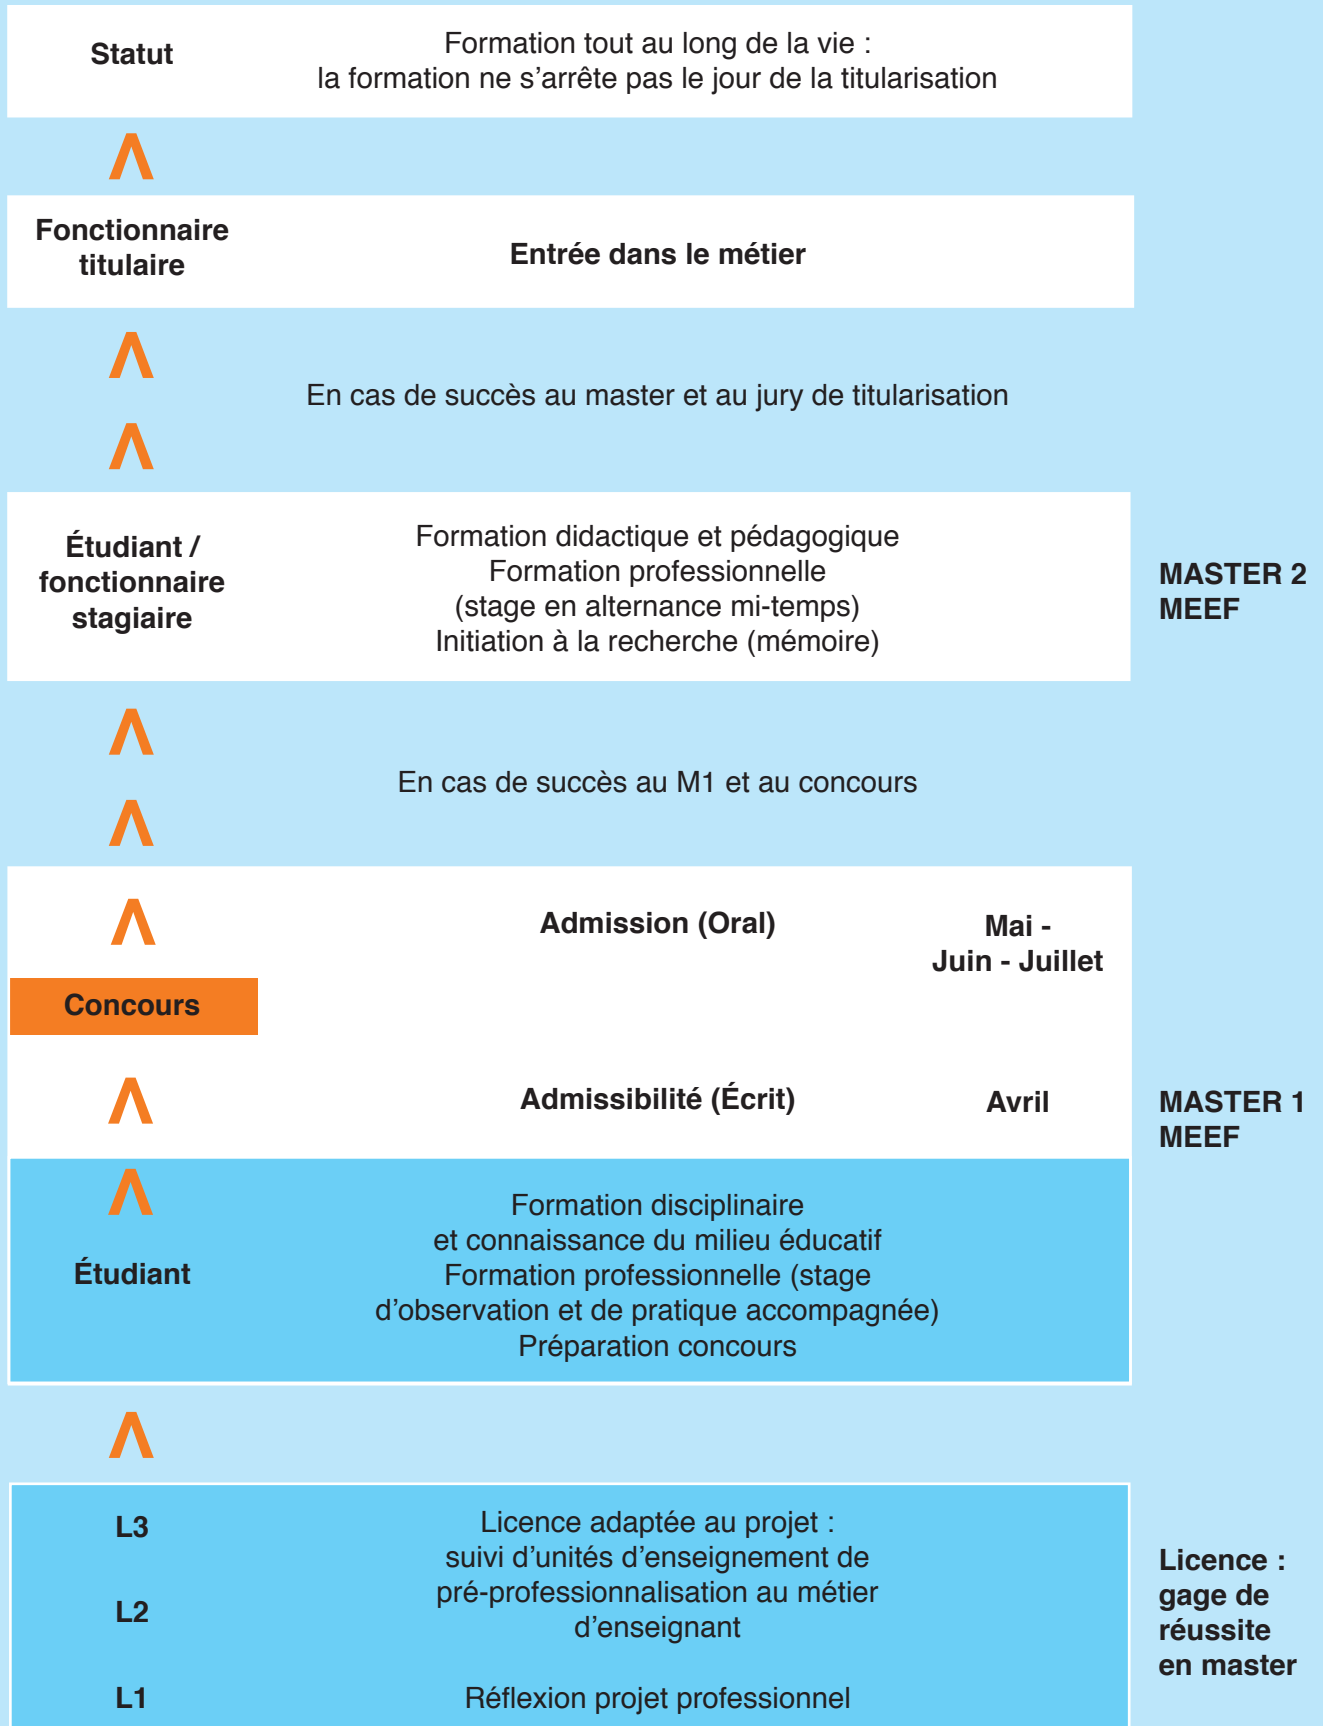 Statut
Formation tout au long de la vie :
la formation ne s’arrête pas le jour de la titularisation
Fonctionnaire
titulaire
Entrée dans le métier
En cas de succès au master et au jury de titularisation
Étudiant /
fonctionnaire
stagiaire
Formation didactique et pédagogique
Formation professionnelle
(stage en alternance mi-temps)
Initiation à la recherche (mémoire)
MASTER 2
MEEF
En cas de succès au M1 et au concours
Admission (Oral)
Mai -
Juin - Juillet
Concours
Admissibilité (Écrit)
Avril
MASTER 1
MEEF
Étudiant
Formation disciplinaire
et connaissance du milieu éducatif
Formation professionnelle (stage
d’observation et de pratique accompagnée)
Préparation concours
L3
L2
Licence adaptée au projet :
suivi d’unités d’enseignement de
pré-professionnalisation au métier
d’enseignant
L1
Réflexion projet professionnel
Licence :
gage de
réussite
en master